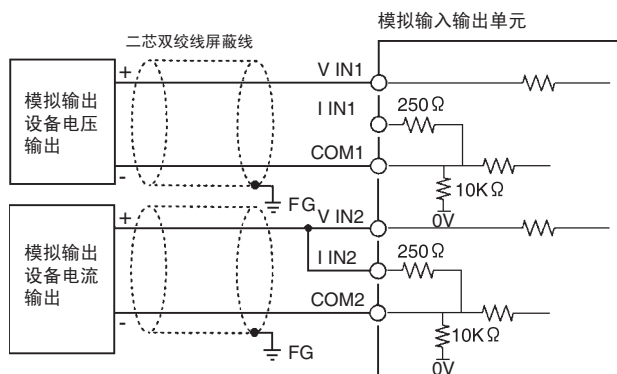 模拟输入输出单元
二芯双绞线屏蔽线
模拟输出
设备电压
输出
+
-
V IN1
I IN1
250Ω
COM1
10KΩ
0V
FG
模拟输出
设备电流
输出
+
-
V IN2
I IN2
250Ω
COM2
10KΩ
0V
FG